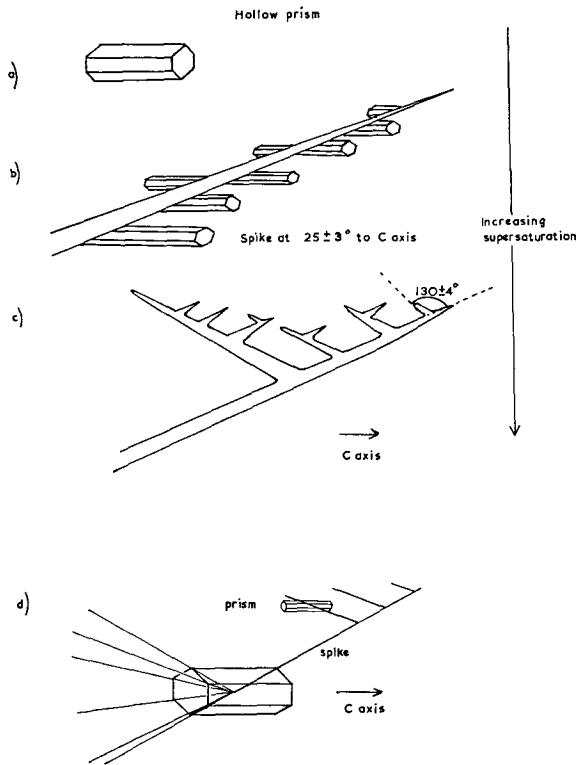 Hollow prism
a)
b)
Spike at 25±3° to C axis
Increasing
supersaturation
130±4°
c)
C axis
d)
prism
spike
C axis